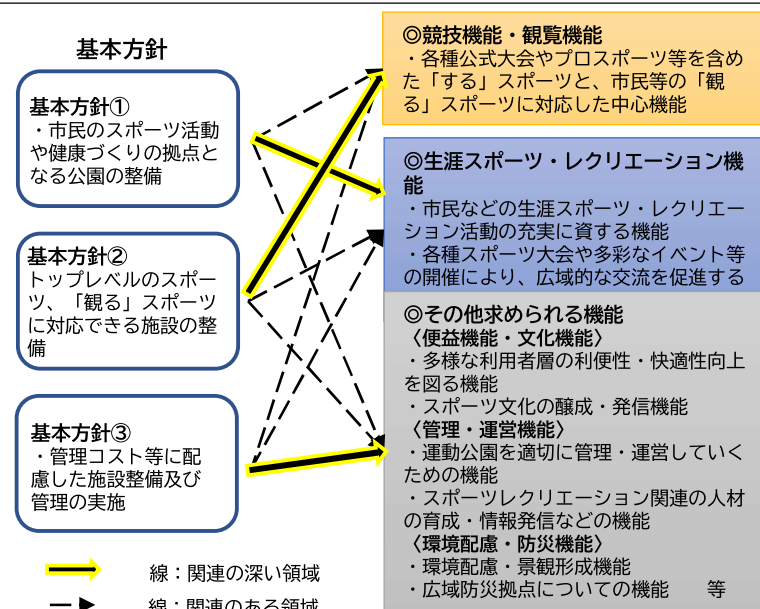 基本方針
基本方針①
・市民のスポーツ活動
や健康づくりの拠点と
なる公園の整備
基本方針②
トップレベルのスポー
ツ、「観る」スポーツ
に対応できる施設の整
備
基本方針③
・管理コスト等に配
慮した施設整備及び
管理の実施
線：関連の深い領域
線：関連のある領域
◎競技機能・観覧機能
・各種公式大会やプロスポーツ等を含め
た「する」スポーツと、市民等の「観
る」スポーツに対応した中心機能
◎生涯スポーツ・レクリエーション機
能
・市民などの生涯スポーツ・レクリエー
ション活動の充実に資する機能
・各種スポーツ大会や多彩なイベント等
の開催により、広域的な交流を促進する
◎その他求められる機能
〈便益機能・文化機能〉
・多様な利用者層の利便性・快適性向上
を図る機能
・スポーツ文化の醸成・発信機能
〈管理・運営機能〉
・運動公園を適切に管理・運営していく
ための機能
・スポーツレクリエーション関連の人材
の育成・情報発信などの機能
〈環境配慮・防災機能〉
・環境配慮・景観形成機能
・広域防災拠点についての機能　　等